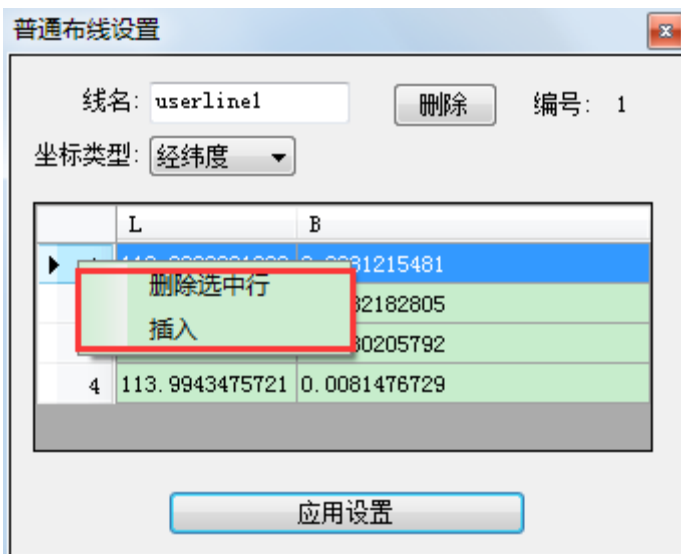 普通布线设置
线名: userline1 删除 编号: 1
坐标类型: 经纬度
L B
删除选中行
插入
4 113.9943475721 0.0081476729
应用设置